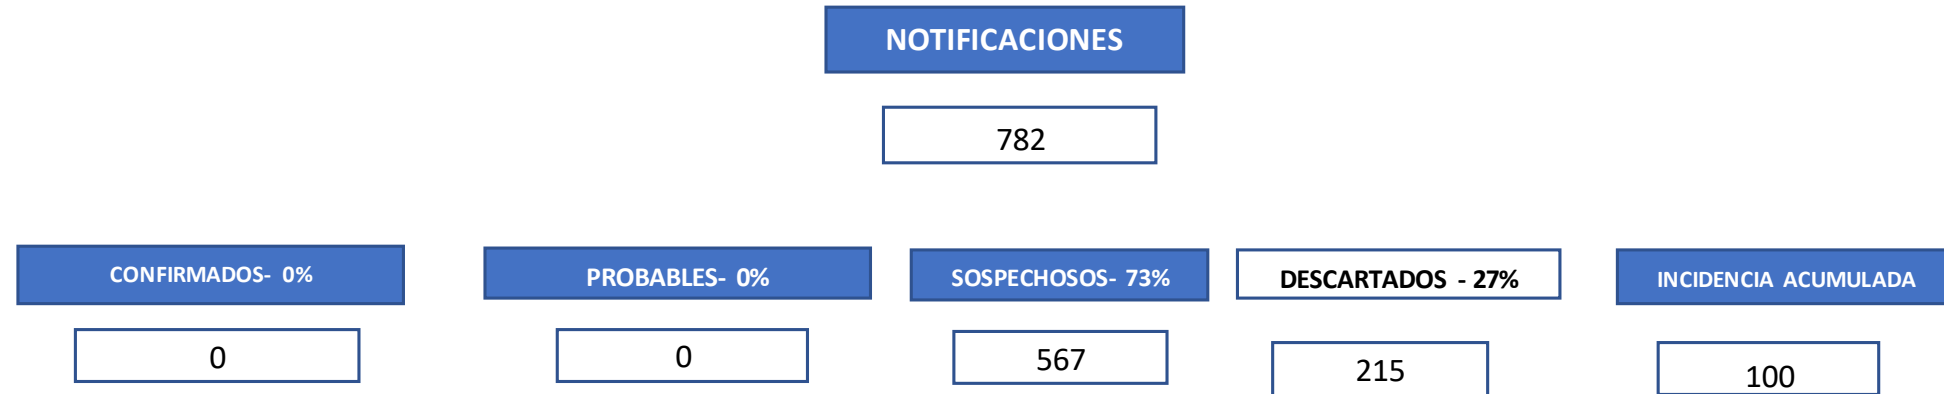 NOTIFICACIONES
782
CONFIRMADOS- 0%
PROBABLES- 0%
SOSPECHOSOS- 73%
DESCARTADOS - 27%
INCIDENCIA ACUMULADA
0
0
567
215
100